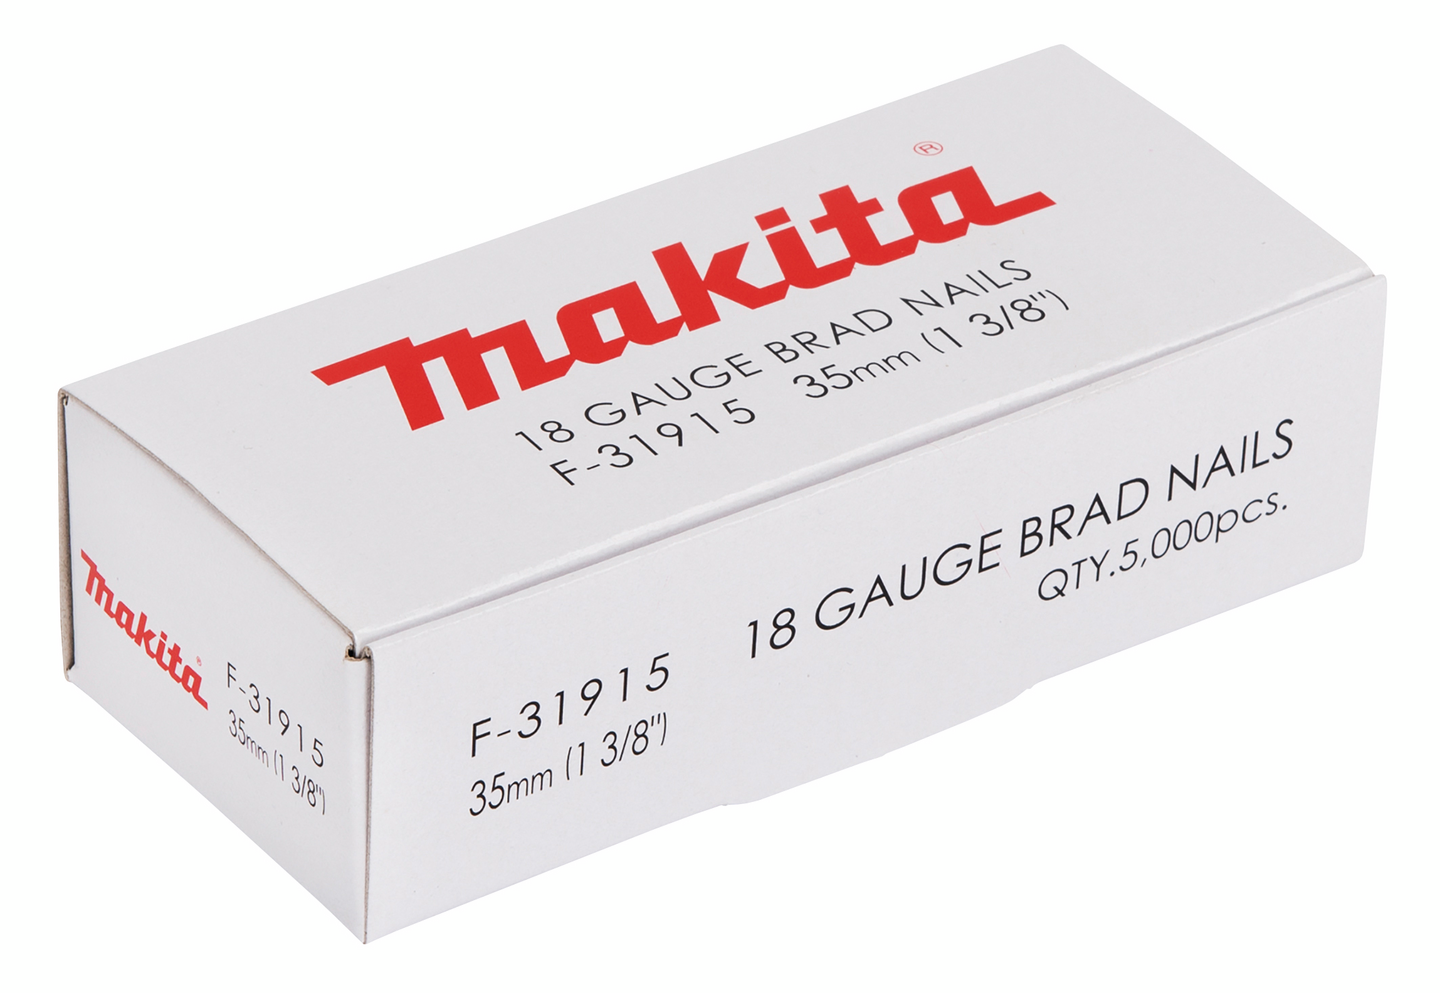 makita®
18 GAUGE BRAD NAILS
F-31915 35mm (1 3/8")
makita®
F-31915
35mm (1 3/8")
F-31915 18 GAUGE BRAD NAILS
35mm (1 3/8") QTY.5,000pcs.